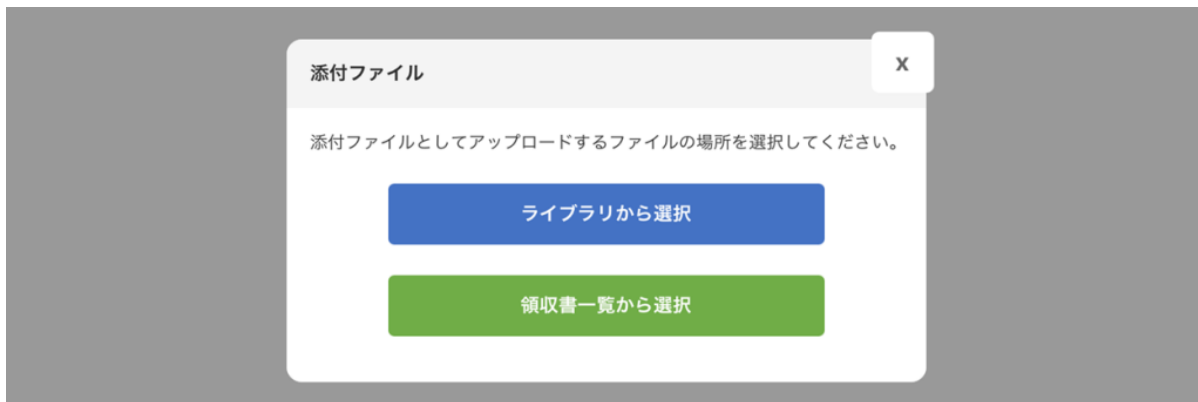 添付ファイル
x
添付ファイルとしてアップロードするファイルの場所を選択してください。
ライブラリから選択
領収書一覧から選択